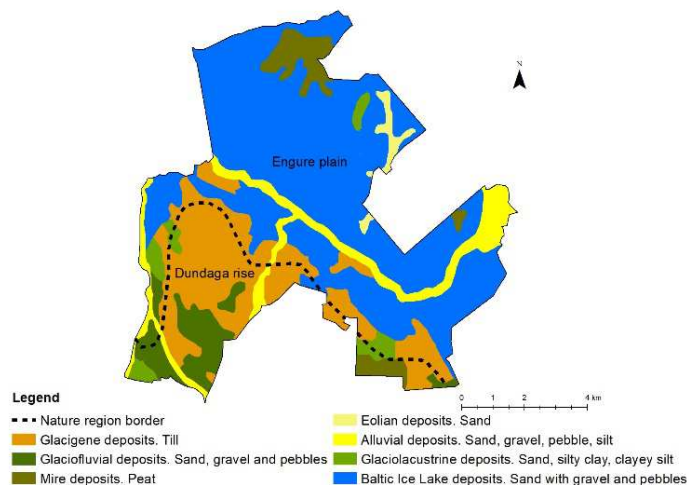 N
Engure plain
Dundaga rise
Legend
Nature region border
Glacigene deposits. Till
Glaciofluvial deposits. Sand, gravel and pebbles
Mire deposits. Peat
0 1 2 4 km
Eolian deposits. Sand
Alluvial deposits. Sand, gravel, pebble, silt
Glaciolacustrine deposits. Sand, silty clay, clayey silt
Baltic Ice Lake deposits. Sand with gravel and pebbles